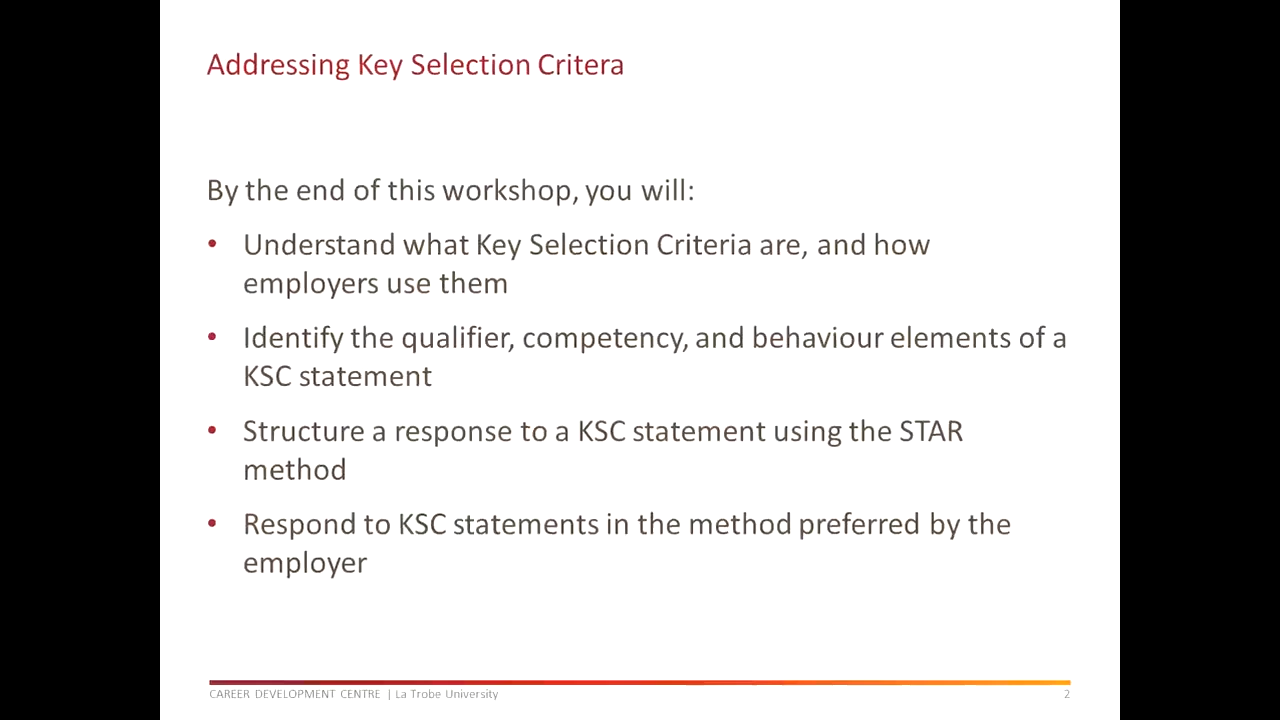 Addressing Key Selection Critera
By the end of this workshop, you will:
• Understand what Key Selection Criteria are, and how
employers use them
• Identify the qualifier, competency, and behaviour elements of a
KSC statement
• Structure a response to a KSC statement using the STAR
method
• Respond to KSC statements in the method preferred by the
employer
CAREER DEVELOPMENT CENTRE | La Trobe University
2